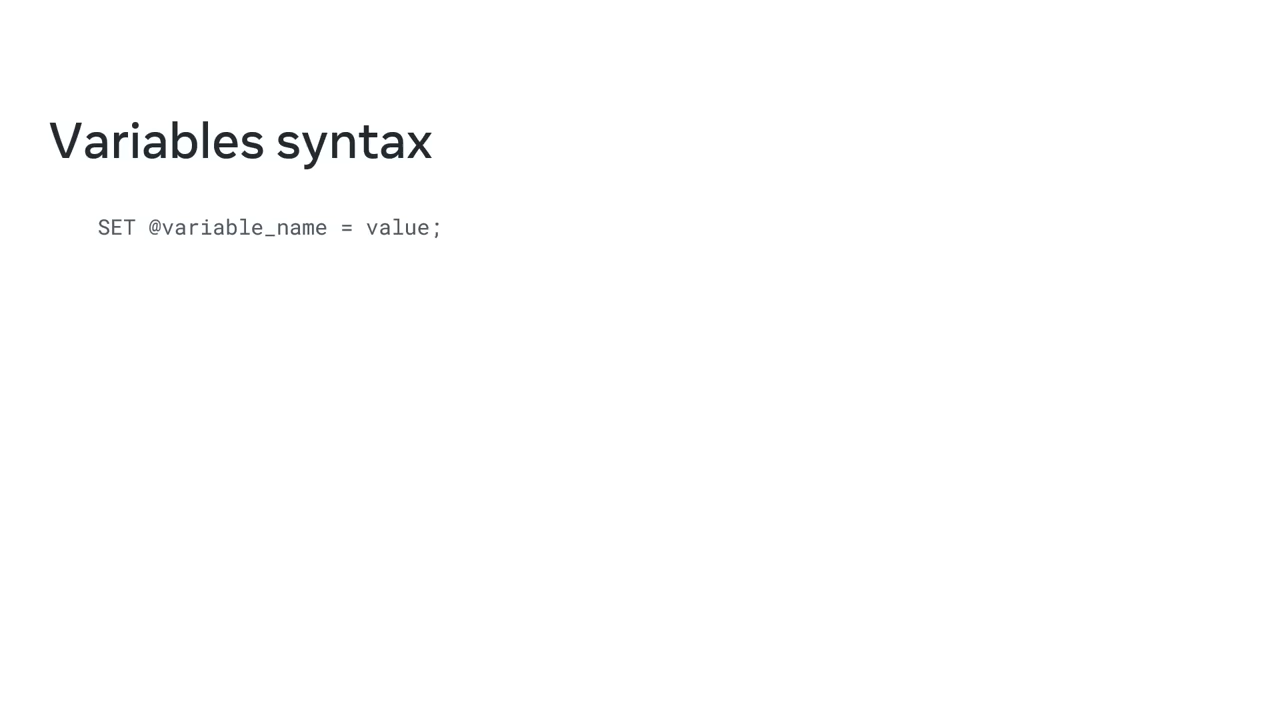 Variables syntax
SET @variable_name = value;